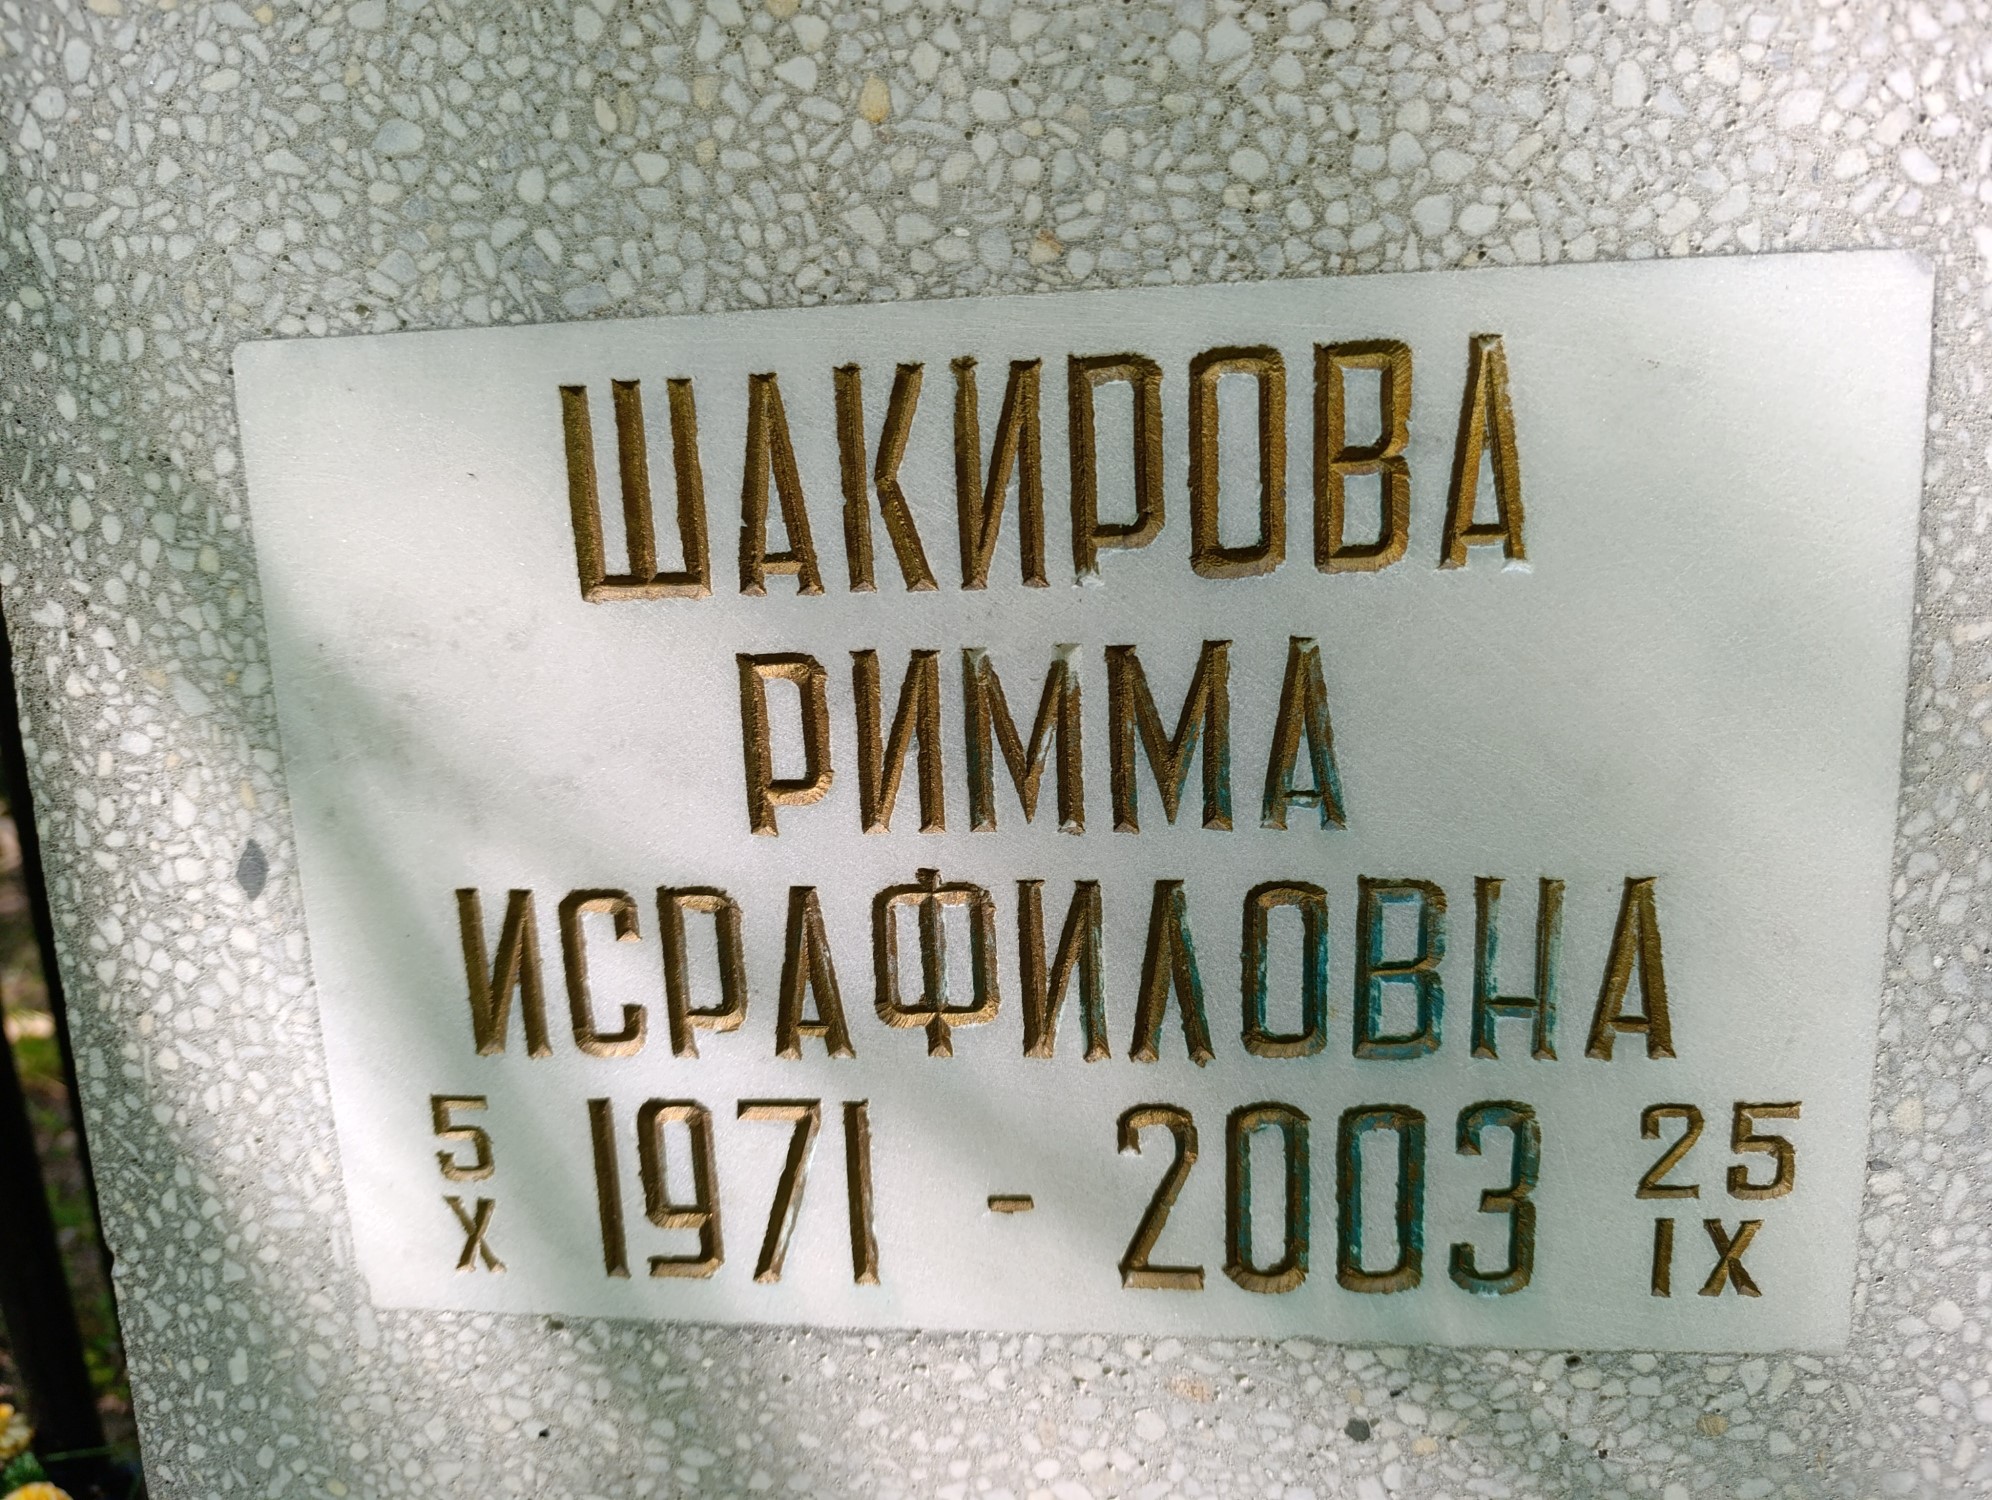 ШАКИРОВА
РИММА
ИСРАФИЛОВНА
5 X 1971 - 2003 25 IX